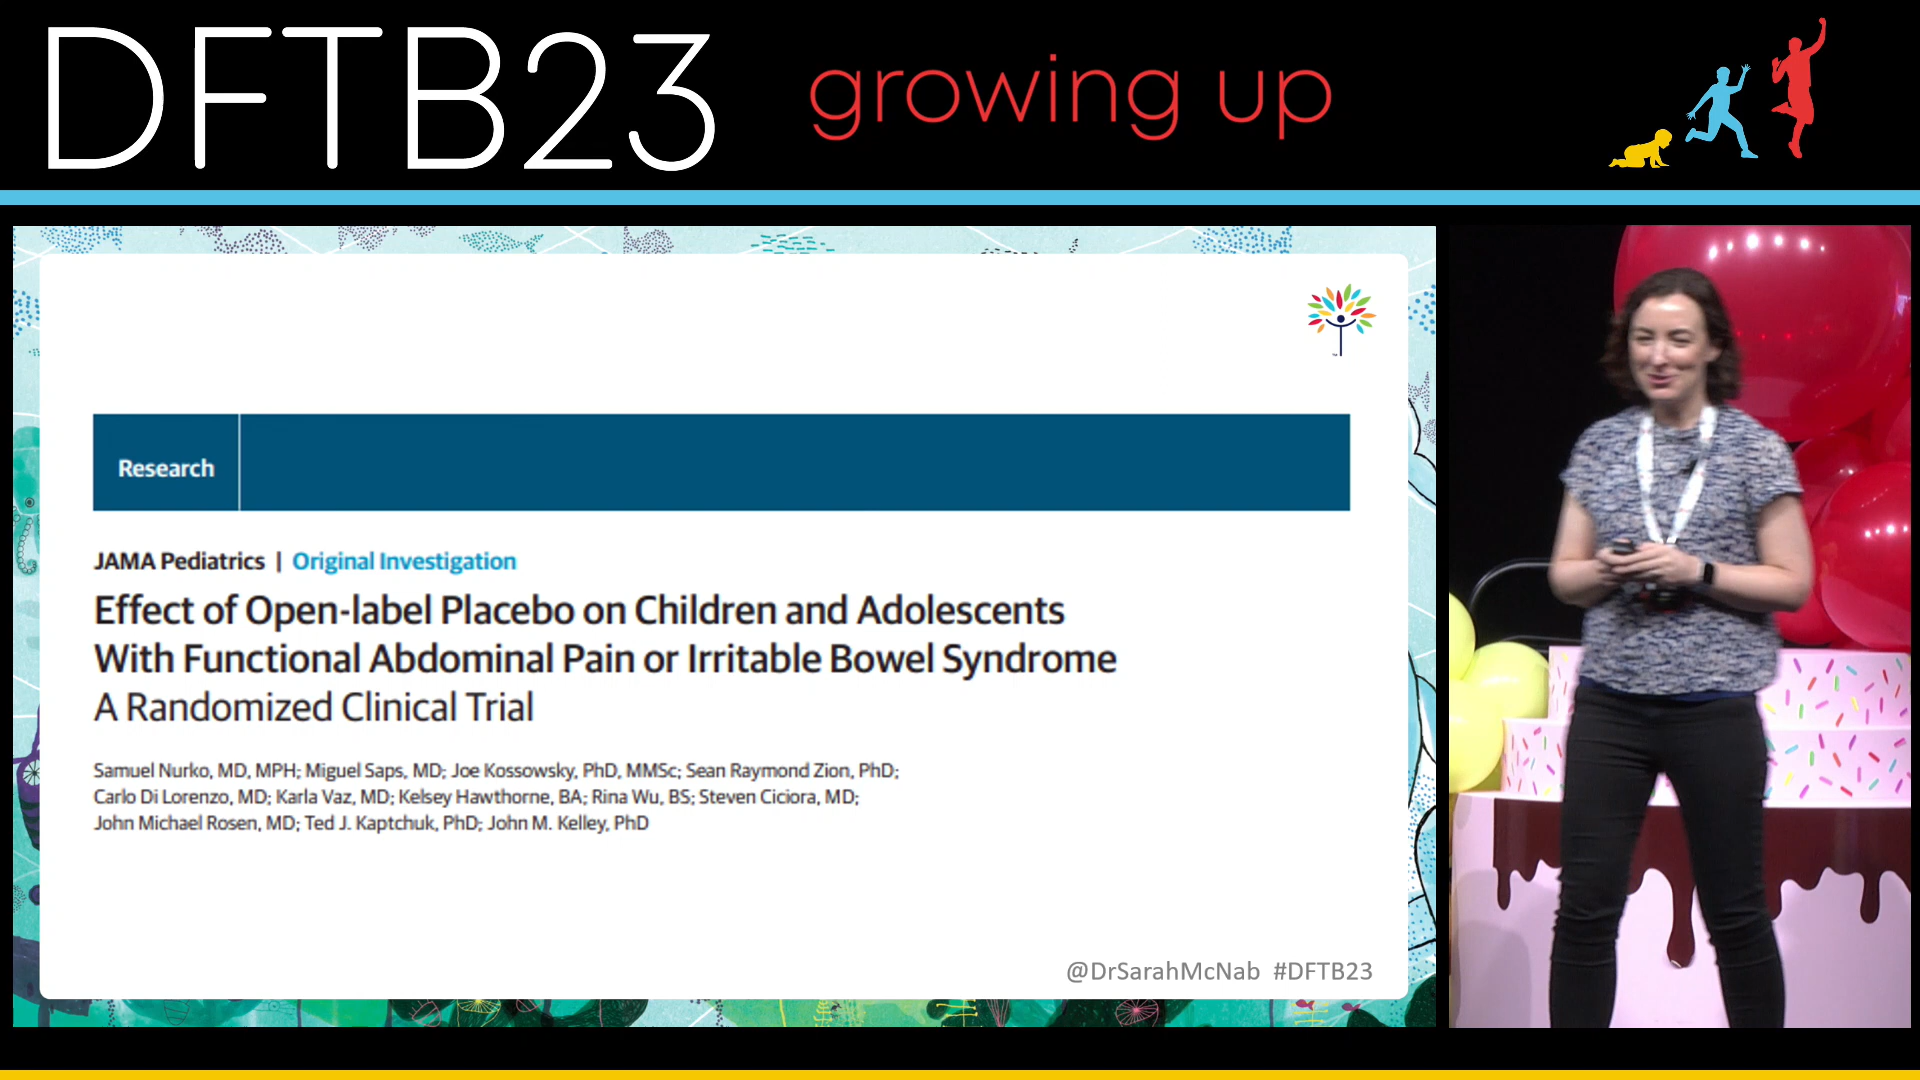 DFTB23
growing up
Research
JAMA Pediatrics | Original Investigation
Effect of Open-label Placebo on Children and Adolescents
With Functional Abdominal Pain or Irritable Bowel Syndrome
A Randomized Clinical Trial
Samuel Nurko, MD, MPH; Miguel Saps, MD; Joe Kossowsky, PhD, MMSc; Sean Raymond Zion, PhD;
Carlo Di Lorenzo, MD; Karla Vaz, MD; Kelsey Hawthorne, BA; Rina Wu, BS; Steven Ciciora, MD;
John Michael Rosen, MD; Ted J. Kaptchuk, PhD; John M. Kelley, PhD
@DrSarahMcNab #DFTB23